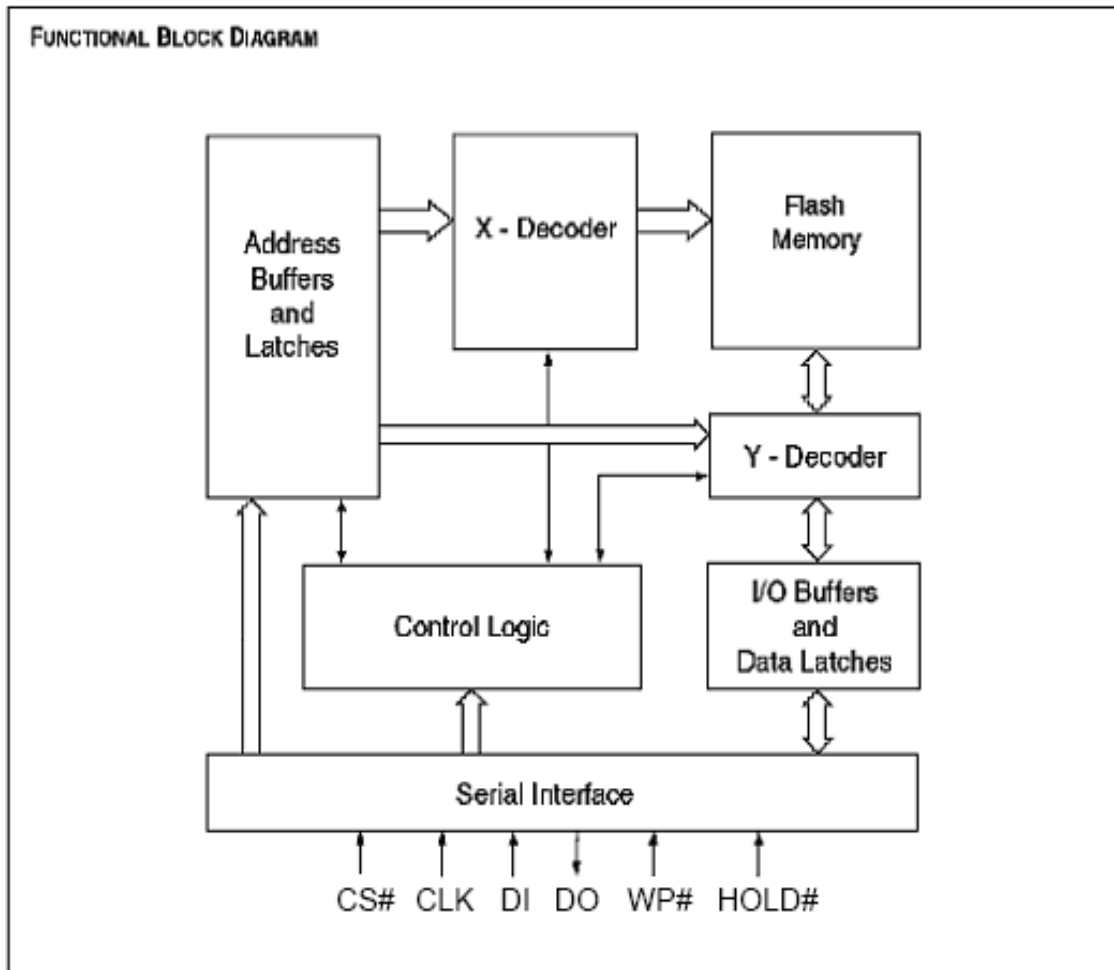 FUNCTIONAL BLOCK DIAGRAM
Address
Buffers
and
Latches
X - Decoder
Flash
Memory
Y - Decoder
Control Logic
I/O Buffers
and
Data Latches
Serial Interface
CS# CLK DI DO WP# HOLD#